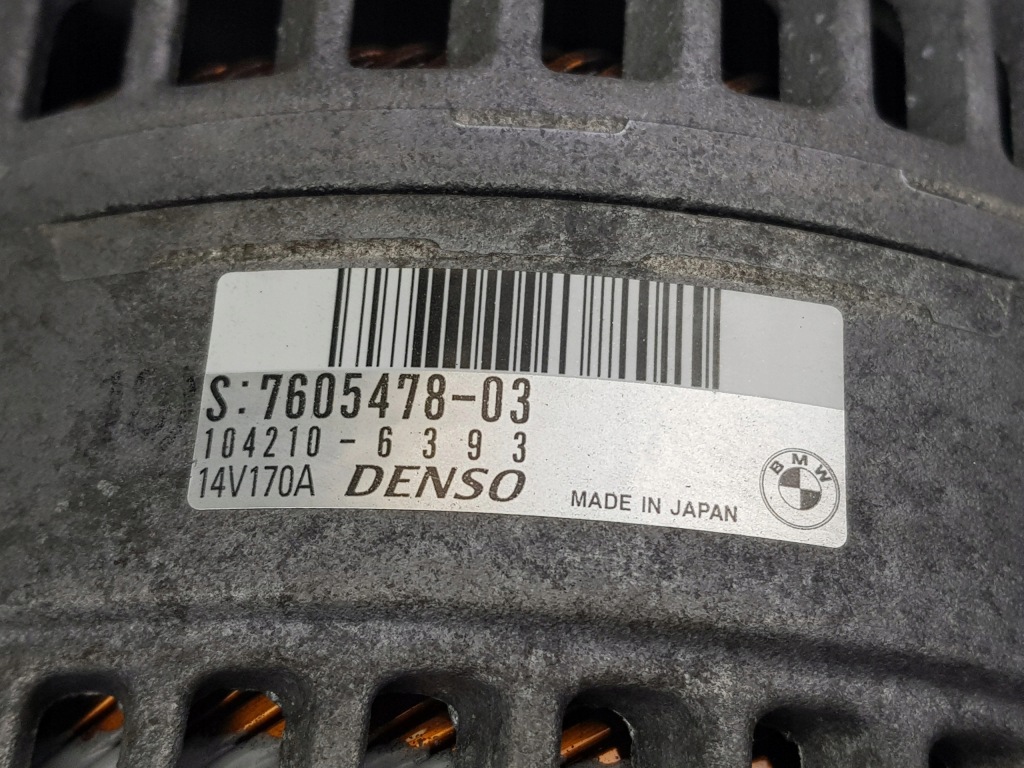 S:7605478-03
104210-6393
14V170A DENSO MADE IN JAPAN BMW